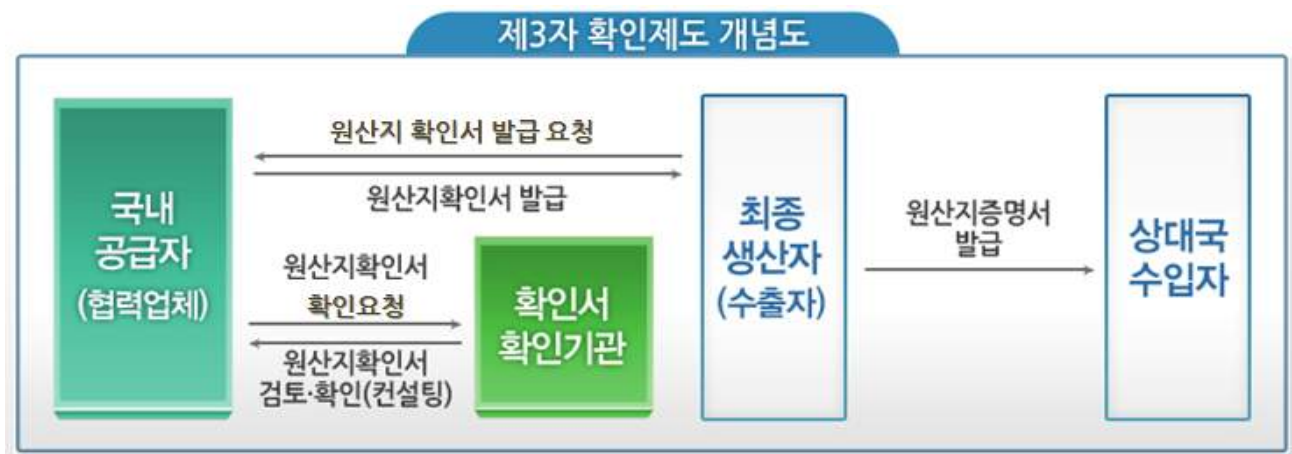 제3자 확인제도 개념도
원산지 확인서 발급 요청
원산지확인서 발급
국내
공급자
(협력업체)
원산지확인서
확인요청
원산지확인서
검토·확인(컨설팅)
확인서
확인기관
최종
생산자
(수출자)
원산지증명서
발급
상대국
수입자